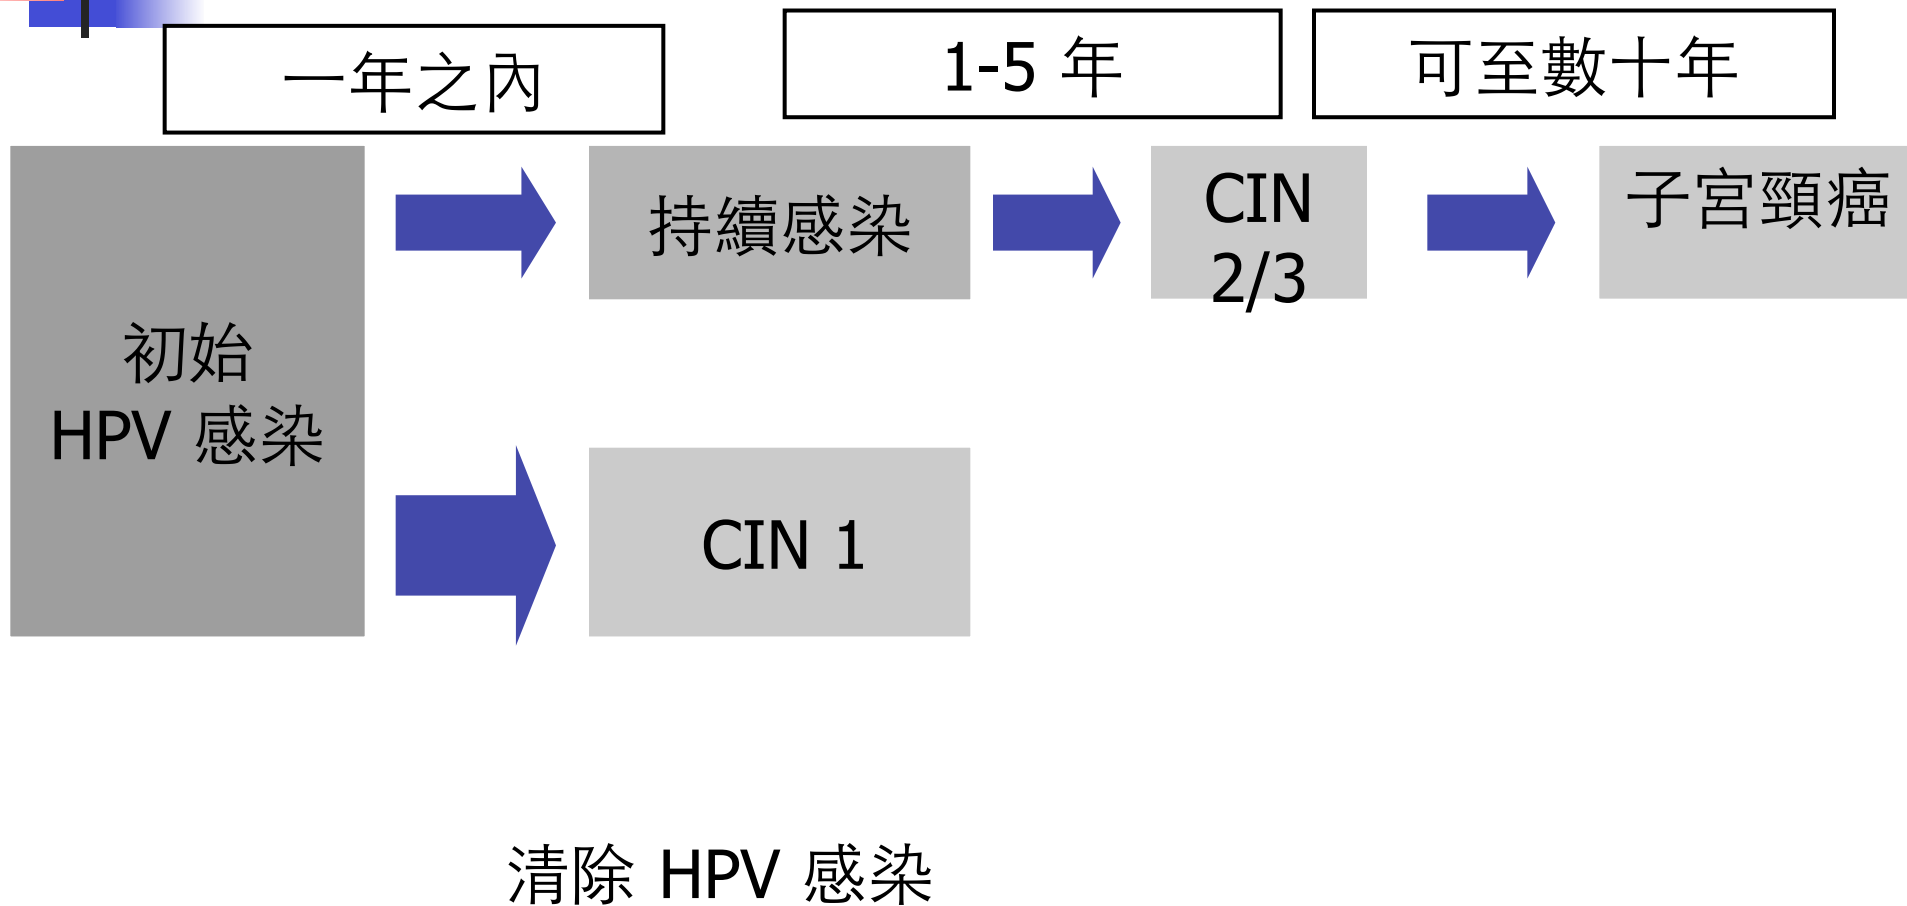 一年之內
1-5 年
可至數十年
初始
HPV 感染
持續感染
CIN
2/3
子宮頸癌
CIN 1
清除 HPV 感染